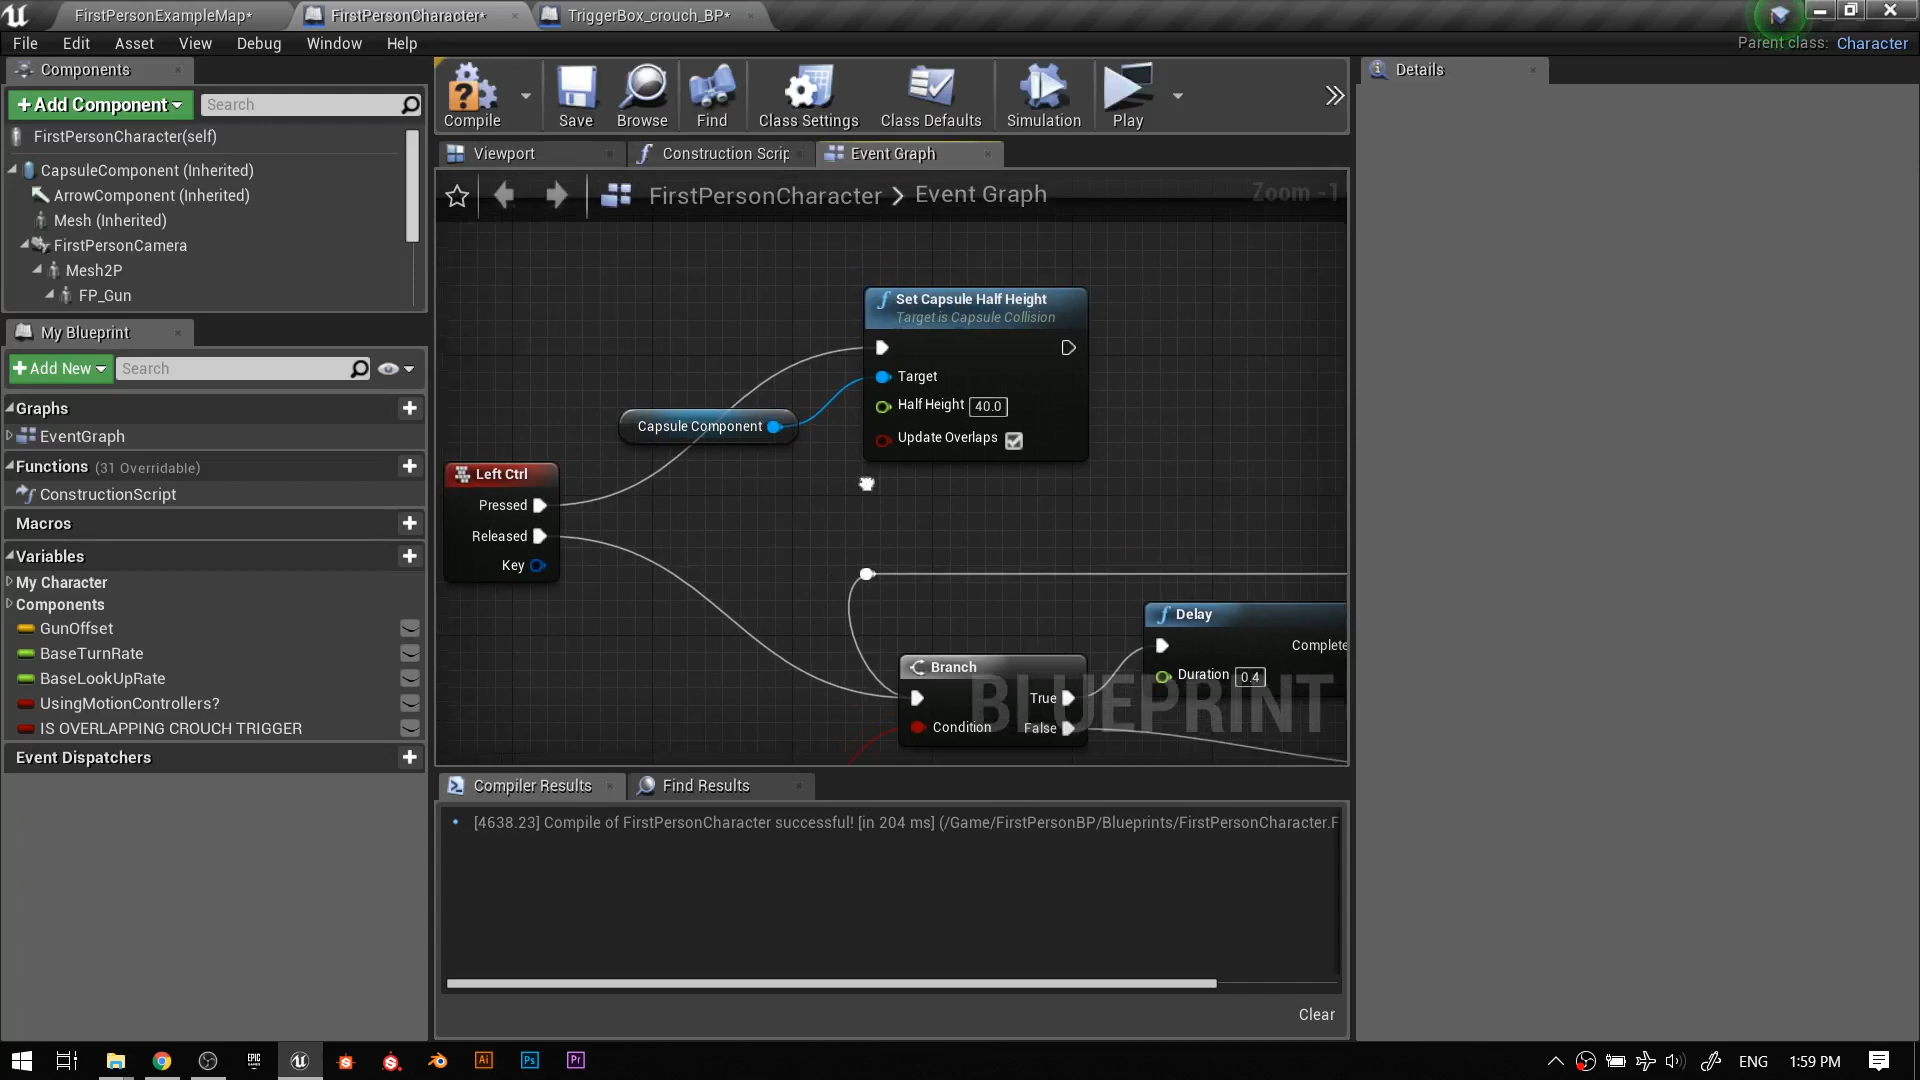 FirstPersonExampleMap*
FirstPersonCharacter*
TriggerBox_crouch_BP*
File Edit Asset View Debug Window Help
Parent class: Character
Components
+Add Component
Search
FirstPersonCharacter(self)
CapsuleComponent (Inherited)
ArrowComponent (Inherited)
Mesh (Inherited)
FirstPersonCamera
Mesh2P
FP_Gun
My Blueprint
+Add New
Search
Graphs
EventGraph
Functions (31 Overridable)
ConstructionScript
Macros
Variables
My Character
Components
GunOffset
BaseTurnRate
BaseLookUpRate
UsingMotionControllers?
IS OVERLAPPING CROUCH TRIGGER
Event Dispatchers
Compile Save Browse Find Class Settings Class Defaults Simulation Play
Viewport
Construction Scrip
Event Graph
FirstPersonCharacter > Event Graph
Zoom -1
Set Capsule Half Height
Target is Capsule Collision
Target
Half Height 40.0
Update Overlaps
Capsule Component
Left Ctrl
Pressed
Released
Key
Delay
Complete
Duration 0.4
Branch
True
Condition False
BLUEPRINT
Compiler Results
Find Results
[4638.23] Compile of FirstPersonCharacter successful! [in 204 ms] (/Game/FirstPersonBP/Blueprints/FirstPersonCharacter.F
Clear
Details
EPIC
GAMES
Ai
Ps
Pr
ENG
1:59 PM